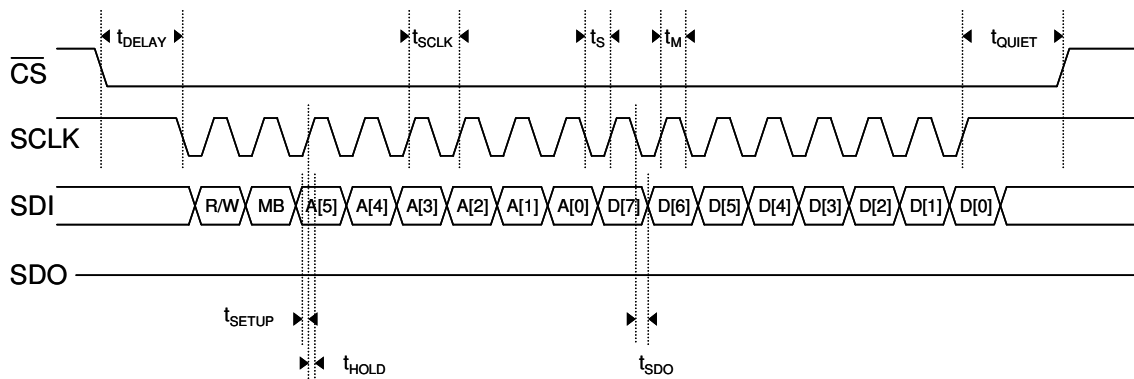 tDELAY tSCLK tS tM tQUIET
CS
SCLK
SDI R/W MB A[5] A[4] A[3] A[2] A[1] A[0] D[7] D[6] D[5] D[4] D[3] D[2] D[1] D[0]
SDO
tSETUP
tHOLD tSDO